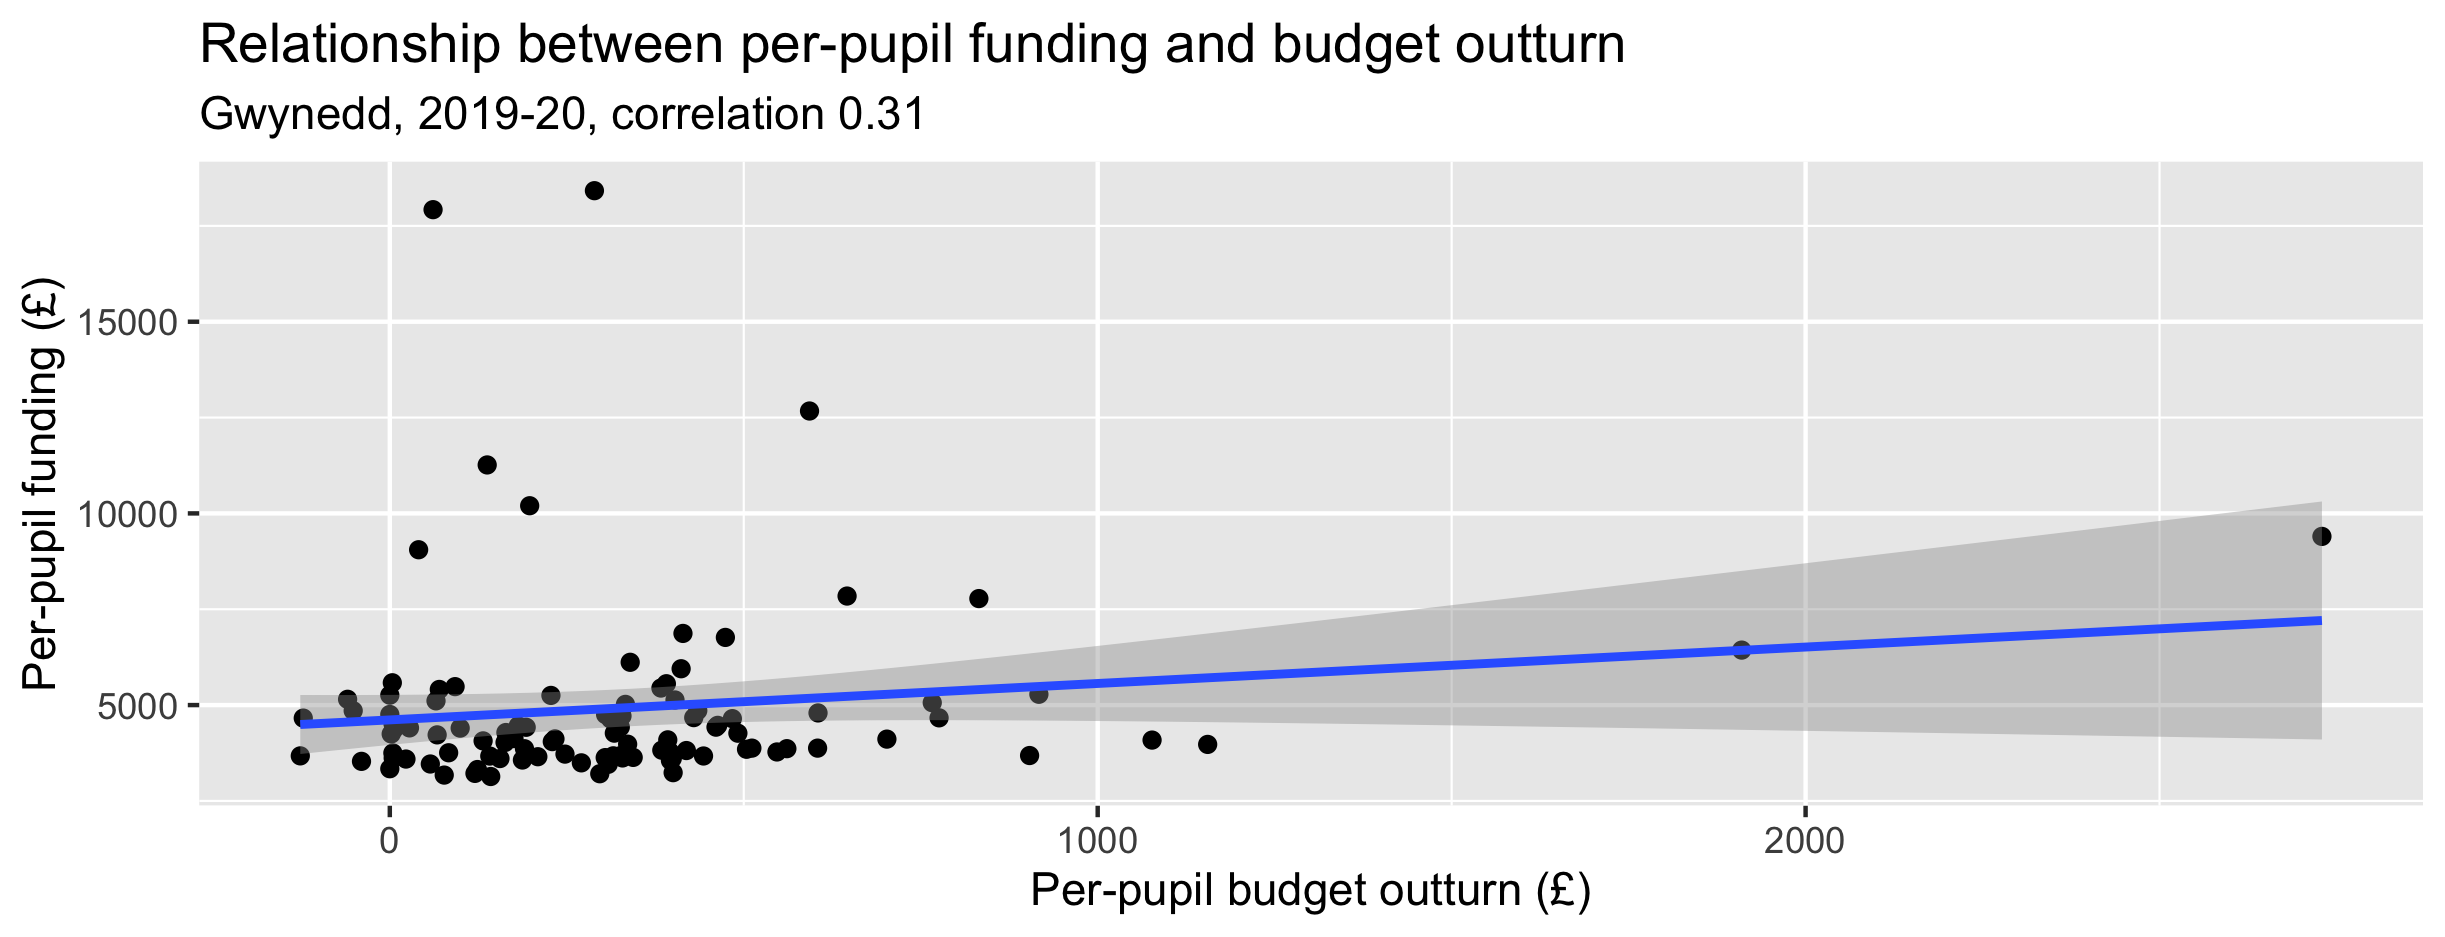 Relationship between per-pupil funding and budget outturn
Gwynedd, 2019-20, correlation 0.31
Per-pupil funding (£)
15000
10000
5000
0 1000 2000
Per-pupil budget outturn (£)